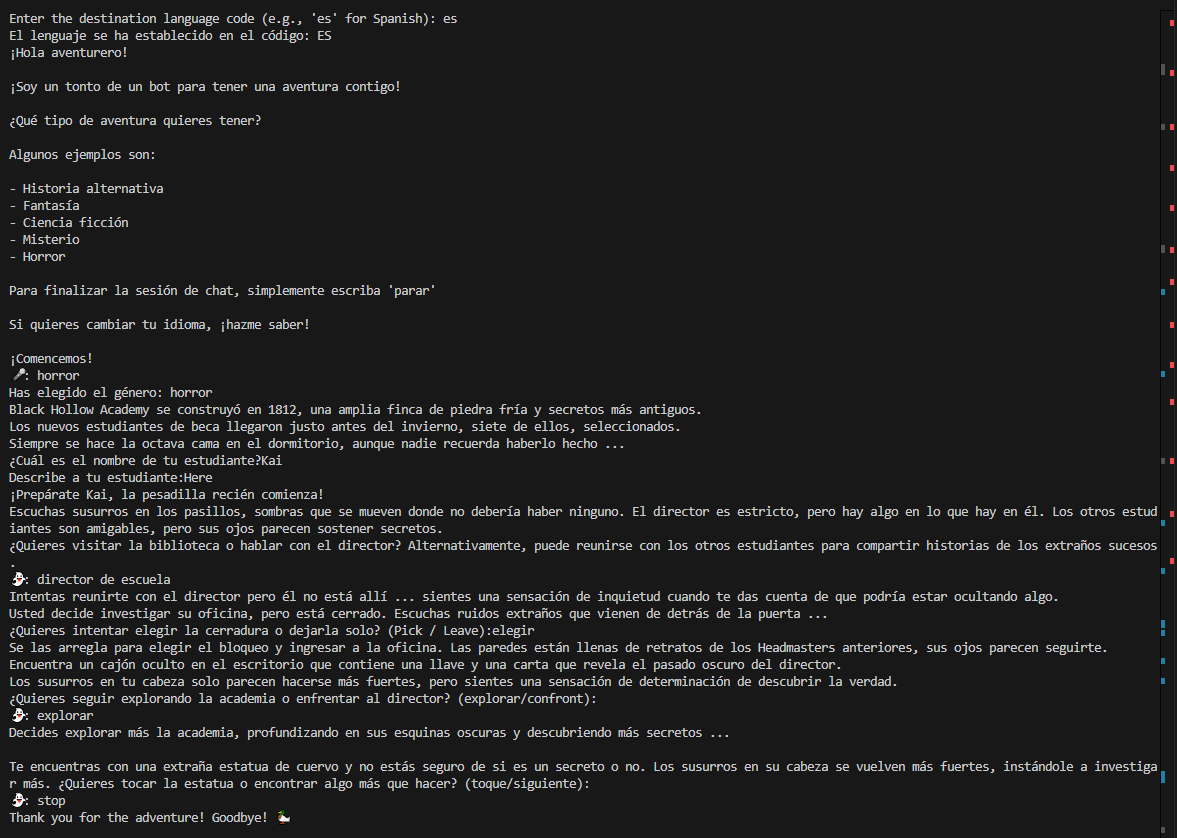 Enter the destination language code (e.g., 'es' for Spanish): es
El lenguaje se ha establecido en el código: ES
¡Hola aventurero!
¡Soy un tonto de un bot para tener una aventura contigo!
¿Qué tipo de aventura quieres tener?
Algunos ejemplos son:
- Historia alternativa
- Fantasía
- Ciencia ficción
- Misterio
- Horror
Para finalizar la sesión de chat, simplemente escriba 'parar'
Si quieres cambiar tu idioma, ¡hazme saber!
¡Comencemos!
🎤: horror
Has elegido el género: horror
Black Hollow Academy se construyó en 1812, una amplia finca de piedra fría y secretos más antiguos.
Los nuevos estudiantes de beca llegaron justo antes del invierno, siete de ellos, seleccionados.
Siempre se hace la octava cama en el dormitorio, aunque nadie recuerda haberlo hecho ...
¿Cuál es el nombre de tu estudiante?Kai
Describe a tu estudiante:Here
¡Prepárate Kai, la pesadilla recién comienza!
Escuchas susurros en los pasillos, sombras que se mueven donde no debería haber ninguno. El director es estricto, pero hay algo en lo que hay en él. Los otros estud
iantes son amigables, pero sus ojos parecen sostener secretos.
¿Quieres visitar la biblioteca o hablar con el director? Alternativamente, puede reunirse con los otros estudiantes para compartir historias de los extraños sucesos
.
👻: director de escuela
Intentas reunirte con el director pero él no está allí ... sientes una sensación de inquietud cuando te das cuenta de que podría estar ocultando algo.
Usted decide investigar su oficina, pero está cerrado. Escuchas ruidos extraños que vienen de detrás de la puerta ...
¿Quieres intentar elegir la cerradura o dejarla solo? (Pick / Leave):elegir
Se las arregla para elegir el bloqueo y ingresar a la oficina. Las paredes están llenas de retratos de los Headmasters anteriores, sus ojos parecen seguirte.
Encuentra un cajón oculto en el escritorio que contiene una llave y una carta que revela el pasado oscuro del director.
Los susurros en tu cabeza solo parecen hacerse más fuertes, pero sientes una sensación de determinación de descubrir la verdad.
¿Quieres seguir explorando la academia o enfrentar al director? (explorar/confront):
👻: explorar
Decides explorar más la academia, profundizando en sus esquinas oscuras y descubriendo más secretos ...
Te encuentras con una extraña estatua de cuervo y no estás seguro de si es un secreto o no. Los susurros en su cabeza se vuelven más fuertes, instándole a investiga
r más. ¿Quieres tocar la estatua o encontrar algo más que hacer? (toque/siguiente):
👻: stop
Thank you for the adventure! Goodbye!